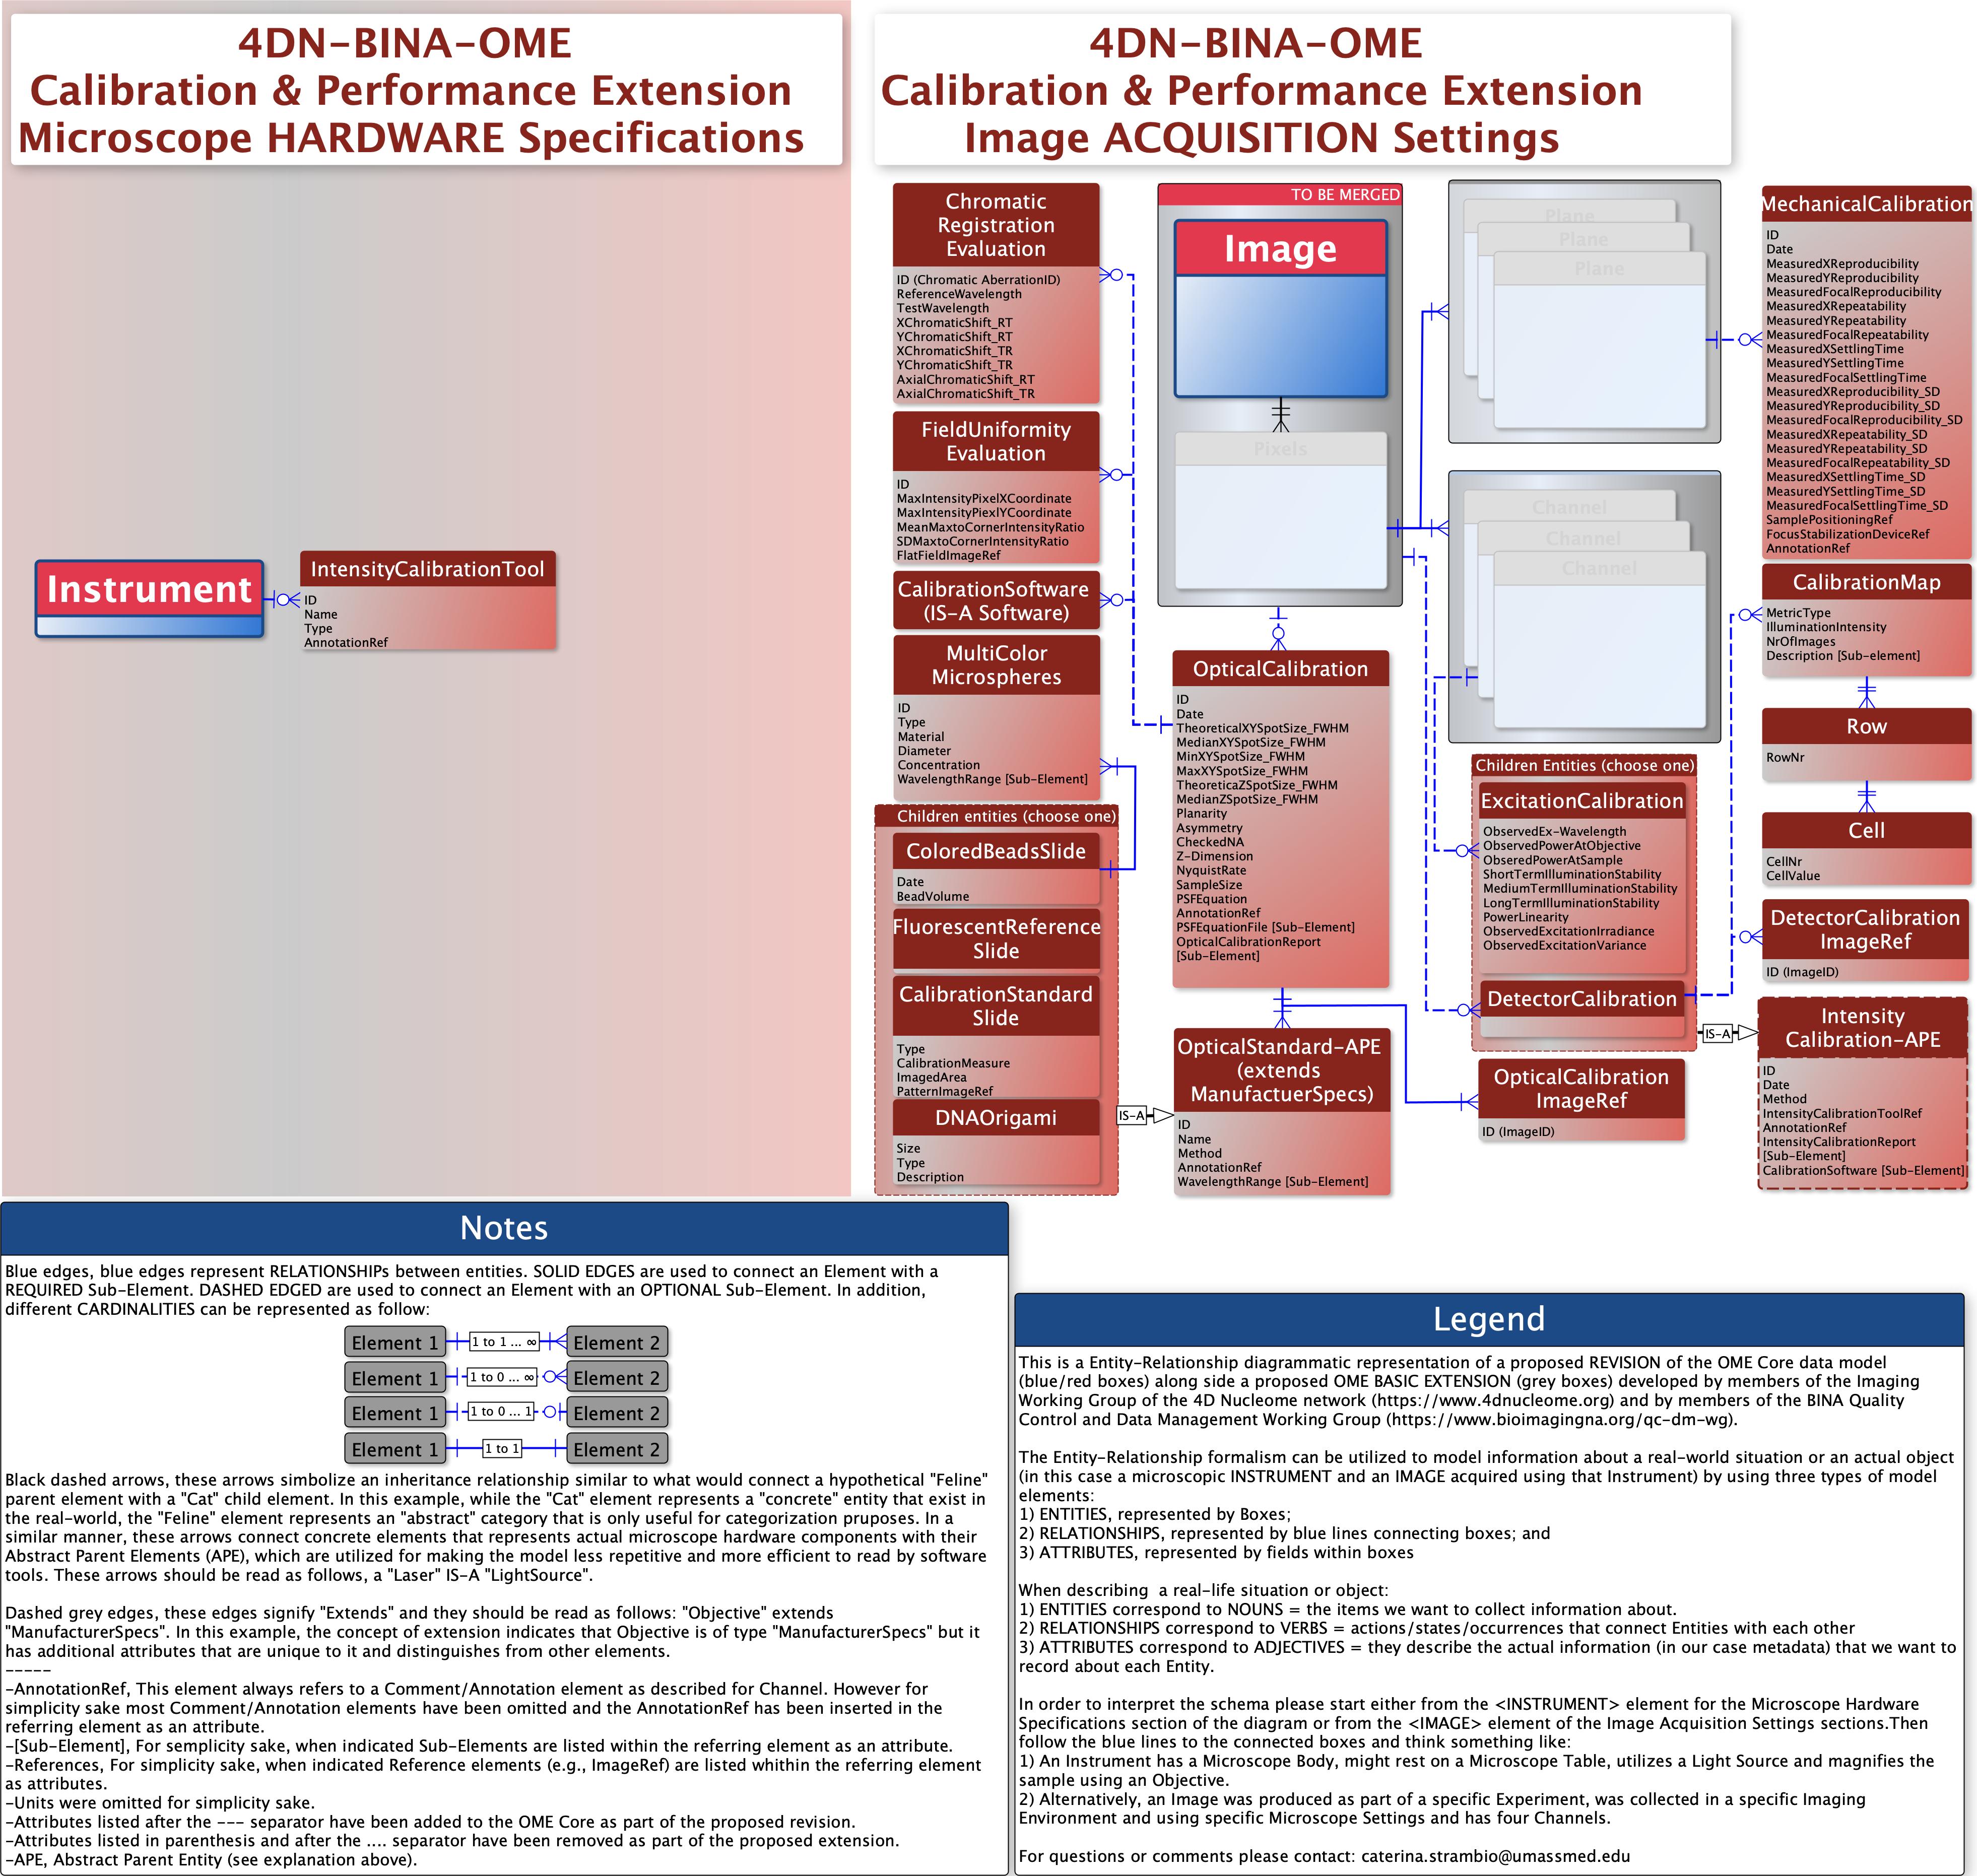 4DN-BINA-OME
Calibration & Performance Extension
Microscope HARDWARE Specifications
Instrument
IntensityCalibrationTool
ID
Name
Type
AnnotationRef
4DN-BINA-OME
Calibration & Performance Extension
Image ACQUISITION Settings
Chromatic
Registration
Evaluation
ID (Chromatic AberrationID)
ReferenceWavelength
TestWavelength
XChromaticShift_RT
YChromaticShift_RT
XChromaticShift_TR
YChromaticShift_TR
AxialChromaticShift_RT
AxialChromaticShift_TR
FieldUniformity
Evaluation
ID
MaxIntensityPixelXCoordinate
MaxIntensityPiexlYCoordinate
MeanMaxtoCornerIntensityRatio
SDMaxtoCornerIntensityRatio
FlatFieldImageRef
CalibrationSoftware
(IS-A Software)
MultiColor
Microspheres
ID
Type
Material
Diameter
Concentration
WavelengthRange [Sub-Element]
Children entities (choose one)
ColoredBeadsSlide
Date
BeadVolume
FluorescentReference
Slide
CalibrationStandard
Slide
Type
CalibrationMeasure
ImagedArea
PatternImageRef
DNAOrigami
Size
Type
Description
IS-A
TO BE MERGED
Image
Pixels
OpticalCalibration
ID
Date
TheoreticalXYSpotSize_FWHM
MedianXYSpotSize_FWHM
MinXYSpotSize_FWHM
MaxXYSpotSize_FWHM
TheoreticaZSpotSize_FWHM
MedianZSpotSize_FWHM
Planarity
Asymmetry
CheckedNA
Z-Dimension
NyquistRate
SampleSize
PSFEquation
AnnotationRef
PSFEquationFile [Sub-Element]
OpticalCalibrationReport
[Sub-Element]
OpticalStandard-APE
(extends
ManufactuerSpecs)
ID
Name
Method
AnnotationRef
WavelengthRange [Sub-Element]
Plane
Plane
Plane
Channel
Channel
Channel
Children Entities (choose one)
ExcitationCalibration
ObservedEx-Wavelength
ObservedPowerAtObjective
ObseredPowerAtSample
ShortTermIlluminationStability
MediumTermIlluminationStability
LongTermIlluminationStability
PowerLinearity
ObservedExcitationIrradiance
ObservedExcitationVariance
DetectorCalibration
IS-A
OpticalCalibration
ImageRef
ID (ImageID)
MechanicalCalibration
ID
Date
MeasuredXReproducibility
MeasuredYReproducibility
MeasuredFocalReproducibility
MeasuredXRepeatability
MeasuredYRepeatability
MeasuredFocalRepeatability
MeasuredXSettlingTime
MeasuredYSettlingTime
MeasuredFocalSettlingTime
MeasuredXReproducibility_SD
MeasuredYReproducibility_SD
MeasuredFocalReproducibility_SD
MeasuredXRepeatability_SD
MeasuredYRepeatability_SD
MeasuredFocalRepeatability_SD
MeasuredXSettlingTime_SD
MeasuredYSettlingTime_SD
MeasuredFocalSettlingTime_SD
SamplePositioningRef
FocusStabilizationDeviceRef
AnnotationRef
CalibrationMap
MetricType
IlluminationIntensity
NrOfImages
Description [Sub-element]
Row
RowNr
Cell
CellNr
CellValue
DetectorCalibration
ImageRef
ID (ImageID)
Intensity
Calibration-APE
ID
Date
Method
IntensityCalibrationToolRef
AnnotationRef
IntensityCalibrationReport
[Sub-Element]
CalibrationSoftware [Sub-Element]
Notes
Blue edges, blue edges represent RELATIONSHIPs between entities. SOLID EDGES are used to connect an Element with a
REQUIRED Sub-Element. DASHED EDGED are used to connect an Element with an OPTIONAL Sub-Element. In addition,
different CARDINALITIES can be represented as follow:
Element 1 1 to 1 ... ∞ Element 2
Element 1 1 to 0 ... ∞ Element 2
Element 1 1 to 0 ... 1 Element 2
Element 1 1 to 1 Element 2
Black dashed arrows, these arrows simbolize an inheritance relationship similar to what would connect a hypothetical "Feline"
parent element with a "Cat" child element. In this example, while the "Cat" element represents a "concrete" entity that exist in
the real-world, the "Feline" element represents an "abstract" category that is only useful for categorization pruposes. In a
similar manner, these arrows connect concrete elements that represents actual microscope hardware components with their
Abstract Parent Elements (APE), which are utilized for making the model less repetitive and more efficient to read by software
tools. These arrows should be read as follows, a "Laser" IS-A "LightSource".
Dashed grey edges, these edges signify "Extends" and they should be read as follows: "Objective" extends
"ManufacturerSpecs". In this example, the concept of extension indicates that Objective is of type "ManufacturerSpecs" but it
has additional attributes that are unique to it and distinguishes from other elements.
-----
-AnnotationRef, This element always refers to a Comment/Annotation element as described for Channel. However for
simplicity sake most Comment/Annotation elements have been omitted and the AnnotationRef has been inserted in the
referring element as an attribute.
-[Sub-Element], For semplicity sake, when indicated Sub-Elements are listed within the referring element as an attribute.
-References, For simplicity sake, when indicated Reference elements (e.g., ImageRef) are listed whithin the referring element
as attributes.
-Units were omitted for simplicity sake.
-Attributes listed after the --- separator have been added to the OME Core as part of the proposed revision.
-Attributes listed in parenthesis and after the .... separator have been removed as part of the proposed extension.
-APE, Abstract Parent Entity (see explanation above).
Legend
This is a Entity-Relationship diagrammatic representation of a proposed REVISION of the OME Core data model
(blue/red boxes) along side a proposed OME BASIC EXTENSION (grey boxes) developed by members of the Imaging
Working Group of the 4D Nucleome network (https://www.4dnucleome.org) and by members of the BINA Quality
Control and Data Management Working Group (https://www.bioimagingna.org/qc-dm-wg).
The Entity-Relationship formalism can be utilized to model information about a real-world situation or an actual object
(in this case a microscopic INSTRUMENT and an IMAGE acquired using that Instrument) by using three types of model
elements:
1) ENTITIES, represented by Boxes;
2) RELATIONSHIPS, represented by blue lines connecting boxes; and
3) ATTRIBUTES, represented by fields within boxes
When describing a real-life situation or object:
1) ENTITIES correspond to NOUNS = the items we want to collect information about.
2) RELATIONSHIPS correspond to VERBS = actions/states/occurrences that connect Entities with each other
3) ATTRIBUTES correspond to ADJECTIVES = they describe the actual information (in our case metadata) that we want to
record about each Entity.
In order to interpret the schema please start either from the <INSTRUMENT> element for the Microscope Hardware
Specifications section of the diagram or from the <IMAGE> element of the Image Acquisition Settings sections.Then
follow the blue lines to the connected boxes and think something like:
1) An Instrument has a Microscope Body, might rest on a Microscope Table, utilizes a Light Source and magnifies the
sample using an Objective.
2) Alternatively, an Image was produced as part of a specific Experiment, was collected in a specific Imaging
Environment and using specific Microscope Settings and has four Channels.
For questions or comments please contact: caterina.strambio@umassmed.edu